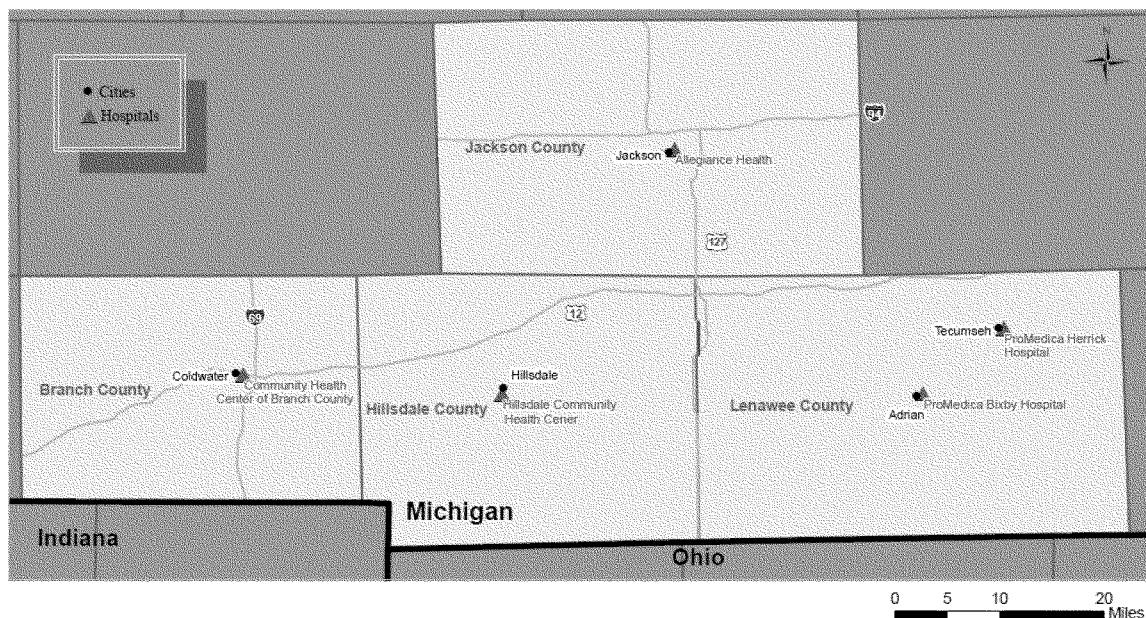 N
Cities
Hospitals
94
Jackson County
Jackson
Allegiance Health
127
69
12
Tecumseh
ProMedica Herrick
Hospital
Branch County
Coldwater
Community Health
Center of Branch County
Hillsdale
Hillsdale County
Hillsdale Community
Health Cener
Lenawee County
ProMedica Bixby Hospital
Adrian
Michigan
Indiana
Ohio
0 5 10 20
Miles